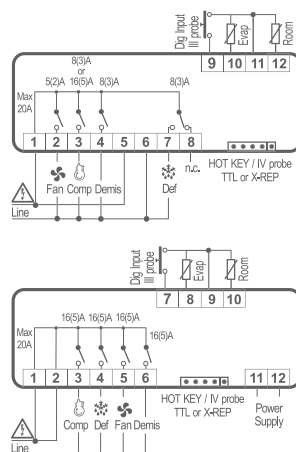 Dig Input
III probe
Evap
Room
9 10 11 12
8(3)A
or
5(2)A 16(5)A 8(3)A 8(3)A
Max
20A
1 2 3 4 5 6 7 8
n.c.
HOT KEY / IV probe
TTL or X-REP
Fan Comp Demis Def
Line
Dig Input
III probe
Evap
Room
7 8 9 10
16(5)A 16(5)A 16(5)A
16(5)A
Max
20A
1 2 3 4 5 6 11 12
HOT KEY / IV probe
TTL or X-REP
Power
Supply
Comp Def Fan Demis
Line